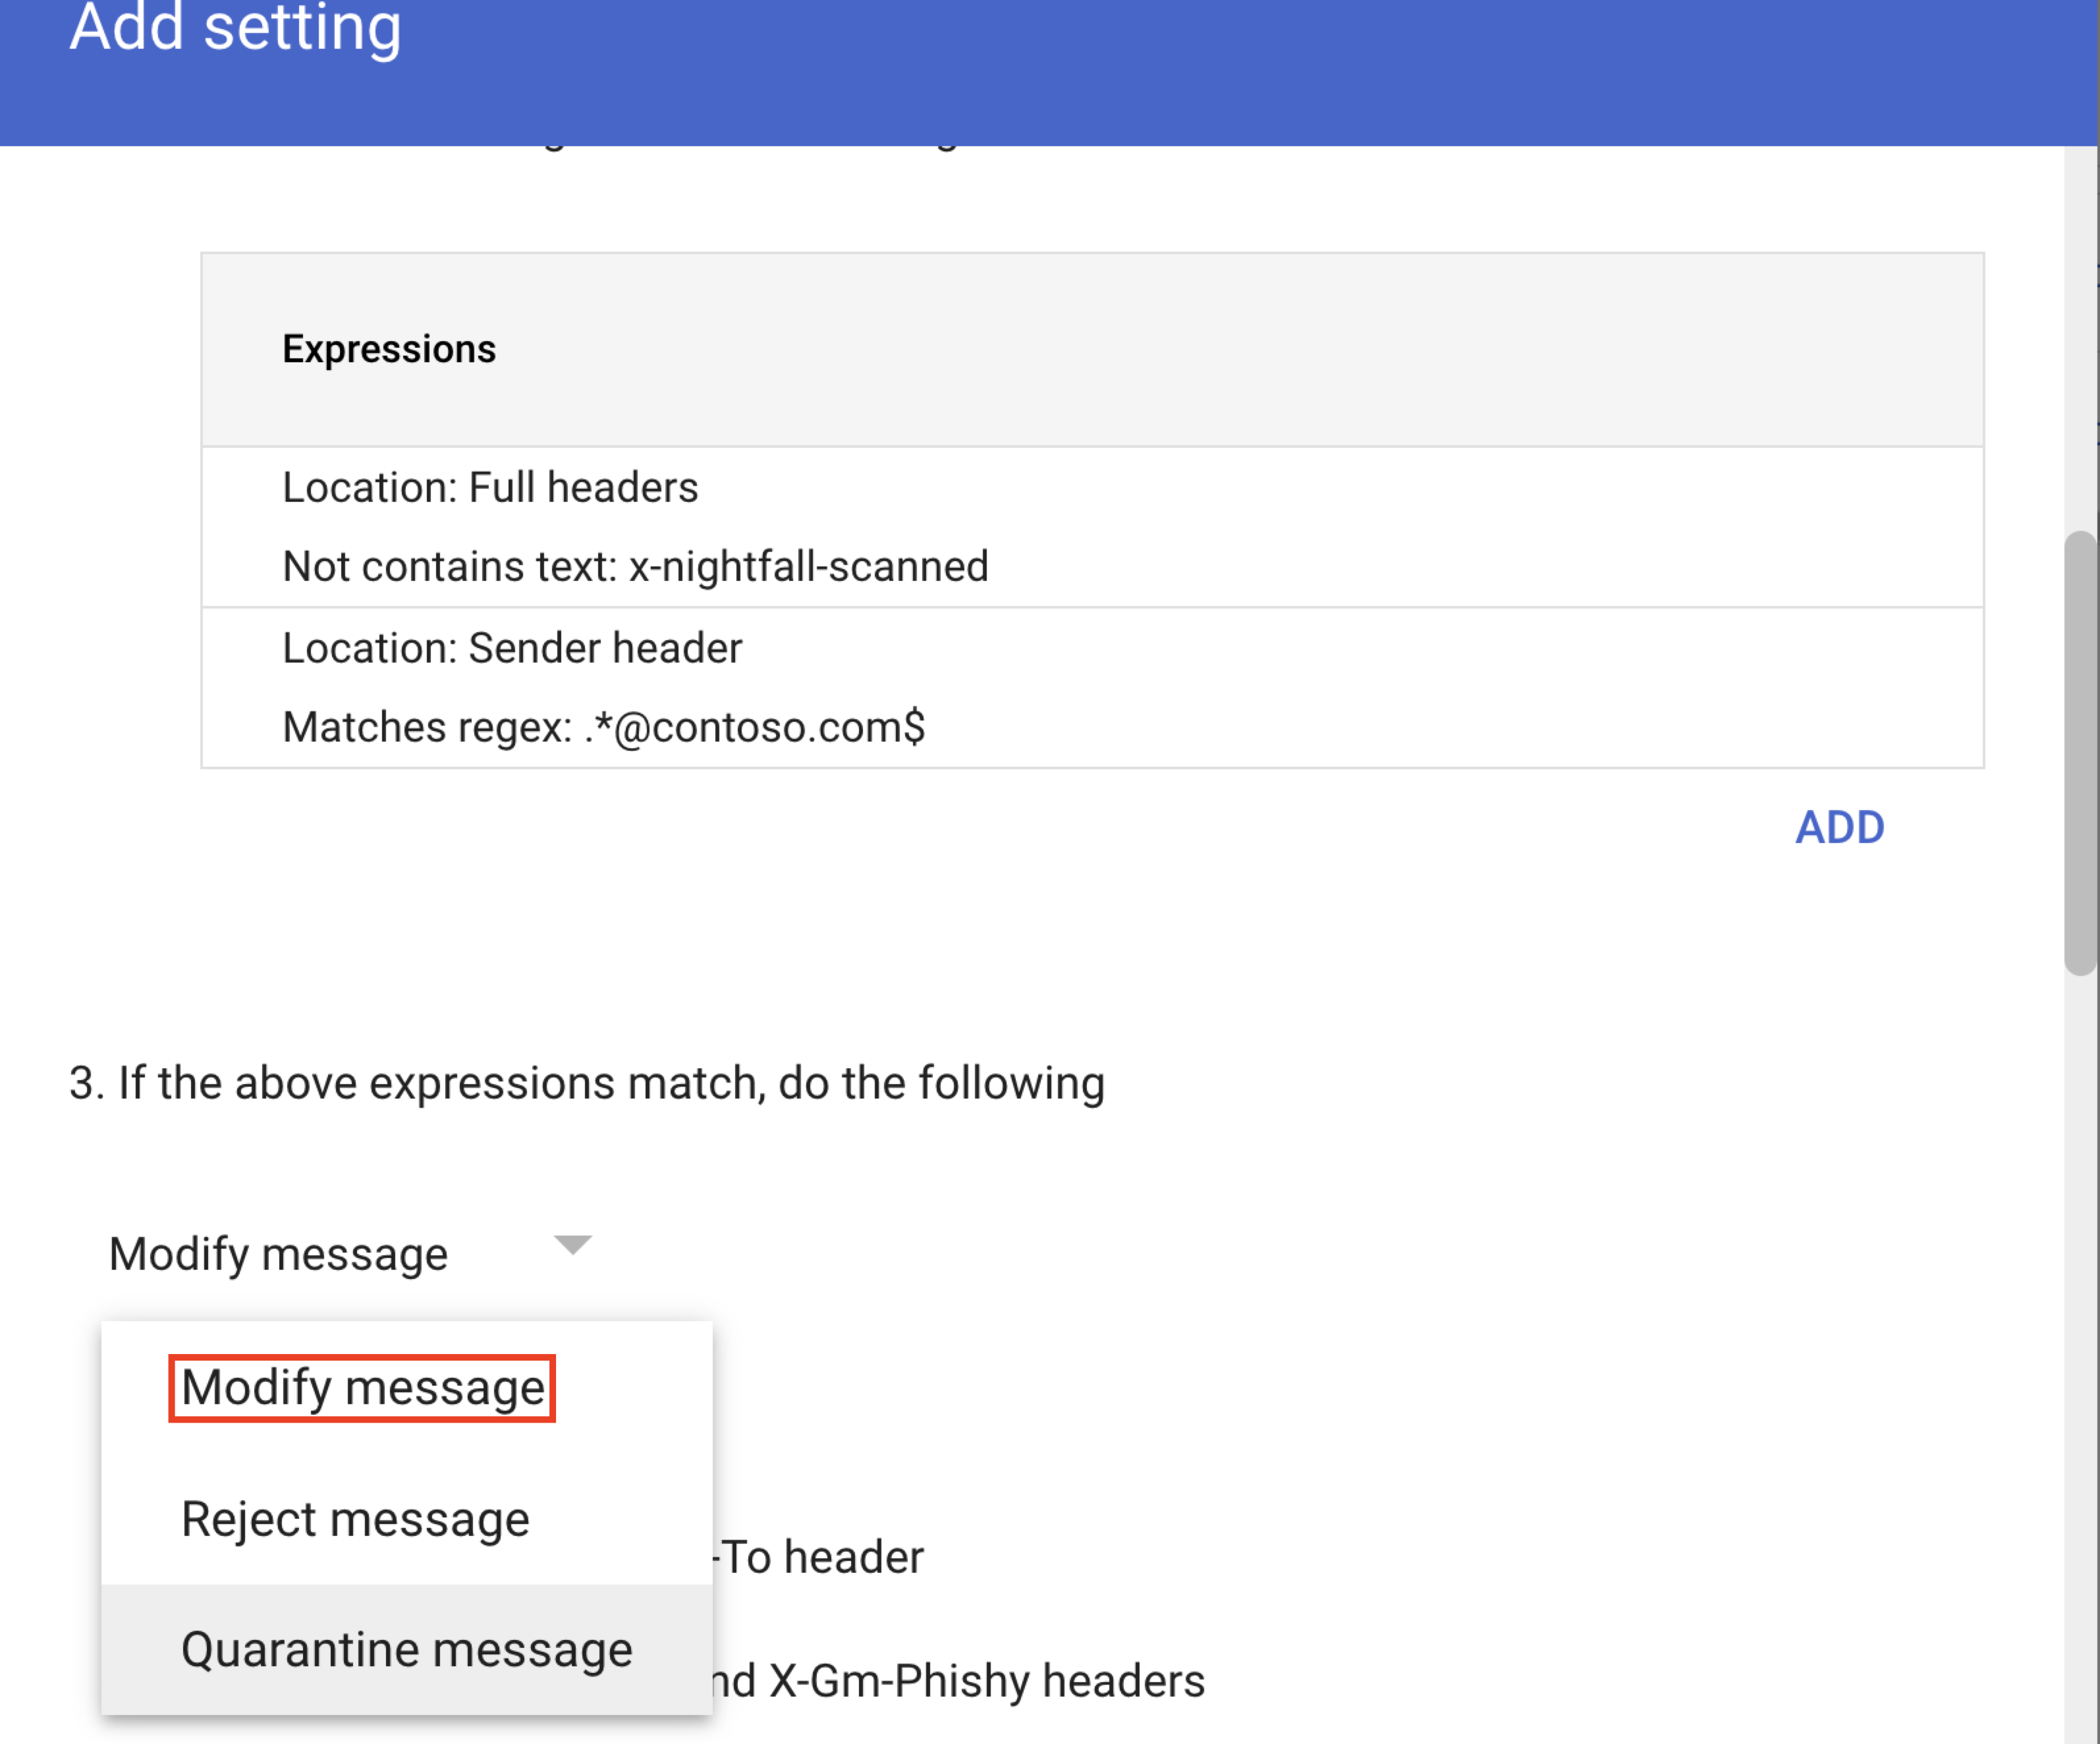 Add setting
Expressions
Location: Full headers
Not contains text: x-nightfall-scanned
Location: Sender header
Matches regex: .*@contoso.com$
ADD
3. If the above expressions match, do the following
Modify message
Modify message
Reject message
-To header
Quarantine message
X-Gm-Phishy headers